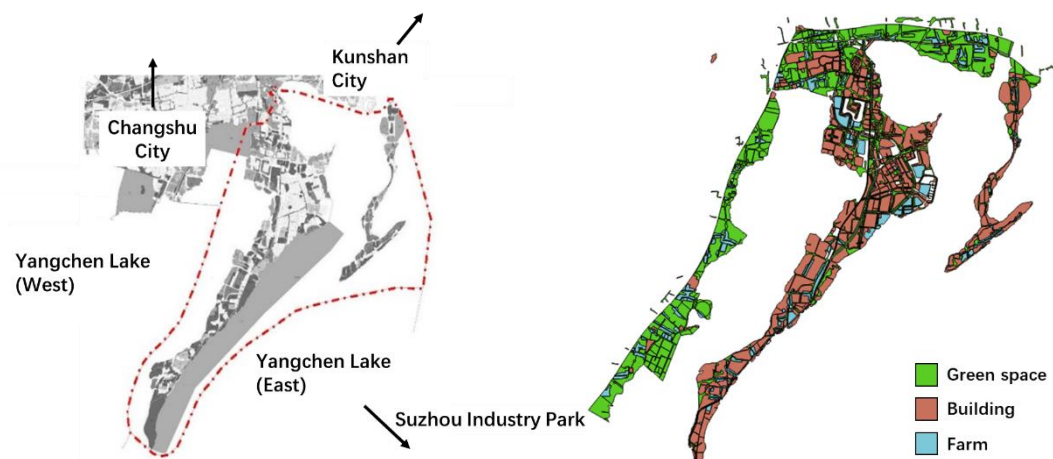 Kunshan
City
Changshu
City
Yangchen Lake
(West)
Yangchen Lake
(East)
Suzhou Industry Park
Green space
Building
Farm